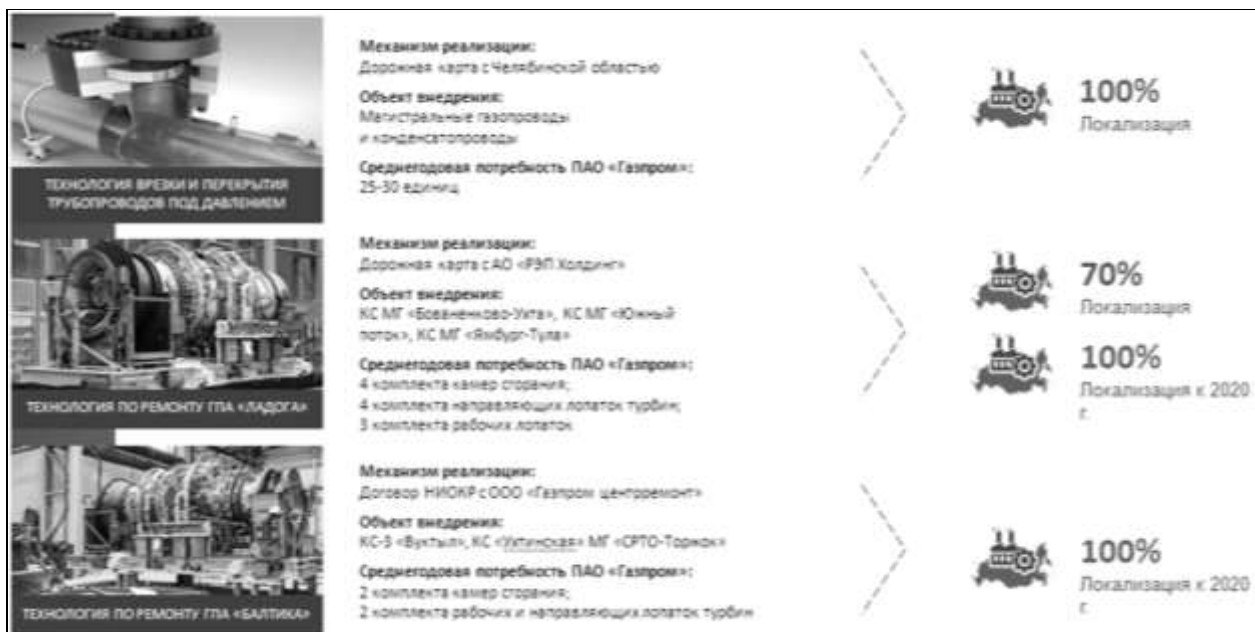 ТЕХНОЛОГИЯ ВРЕЗКИ И ПЕРЕКРЫТИЯ
ТРУБОПРОВОДОВ ПОД ДАВЛЕНИЕМ
Механизм реализации:
Дорожная карта с Челябинской областью
Объект внедрения:
Магистральные газопроводы
и конденсатопроводы
Среднегодовая потребность ПАО «Газпром»:
25-30 единиц
100%
Локализация
ТЕХНОЛОГИЯ ПО РЕМОНТУ ГПА «ЛАДОГА»
Механизм реализации:
Дорожная карта с АО «РЭП Холдинг»
Объект внедрения:
КС МГ «Бованенково-Ухта», КС МГ «Южный
поток», КС МГ «Ямбург-Тула»
Среднегодовая потребность ПАО «Газпром»:
4 комплекта камер сгорания;
4 комплекта направляющих лопаток турбин;
3 комплекта рабочих лопаток
70%
Локализация
100%
Локализация к 2020
г.
ТЕХНОЛОГИЯ ПО РЕМОНТУ ГПА «БАЛТИКА»
Механизм реализации:
Договор НИОКР с ООО «Газпром центрремонт»
Объект внедрения:
КС-3 «Вуктыл», КС «Ухтинская» МГ «СРТО-Торжок»
Среднегодовая потребность ПАО «Газпром»:
2 комплекта камер сгорания;
2 комплекта рабочих и направляющих лопаток турбин
100%
Локализация к 2020
г.